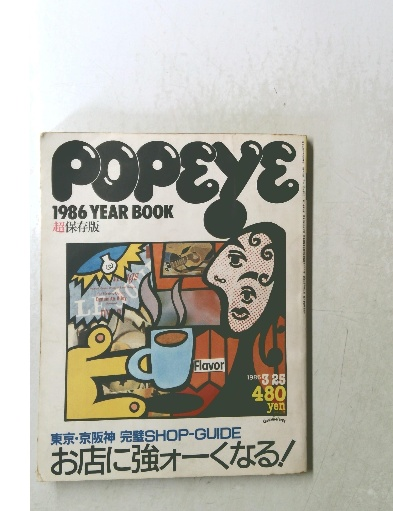 POPEYE
1986 YEAR BOOK
超保存版
Flavor
1986 3 25
480
yen
東京・京阪神 完璧SHOP-GUIDE
お店に強ォーくなる!